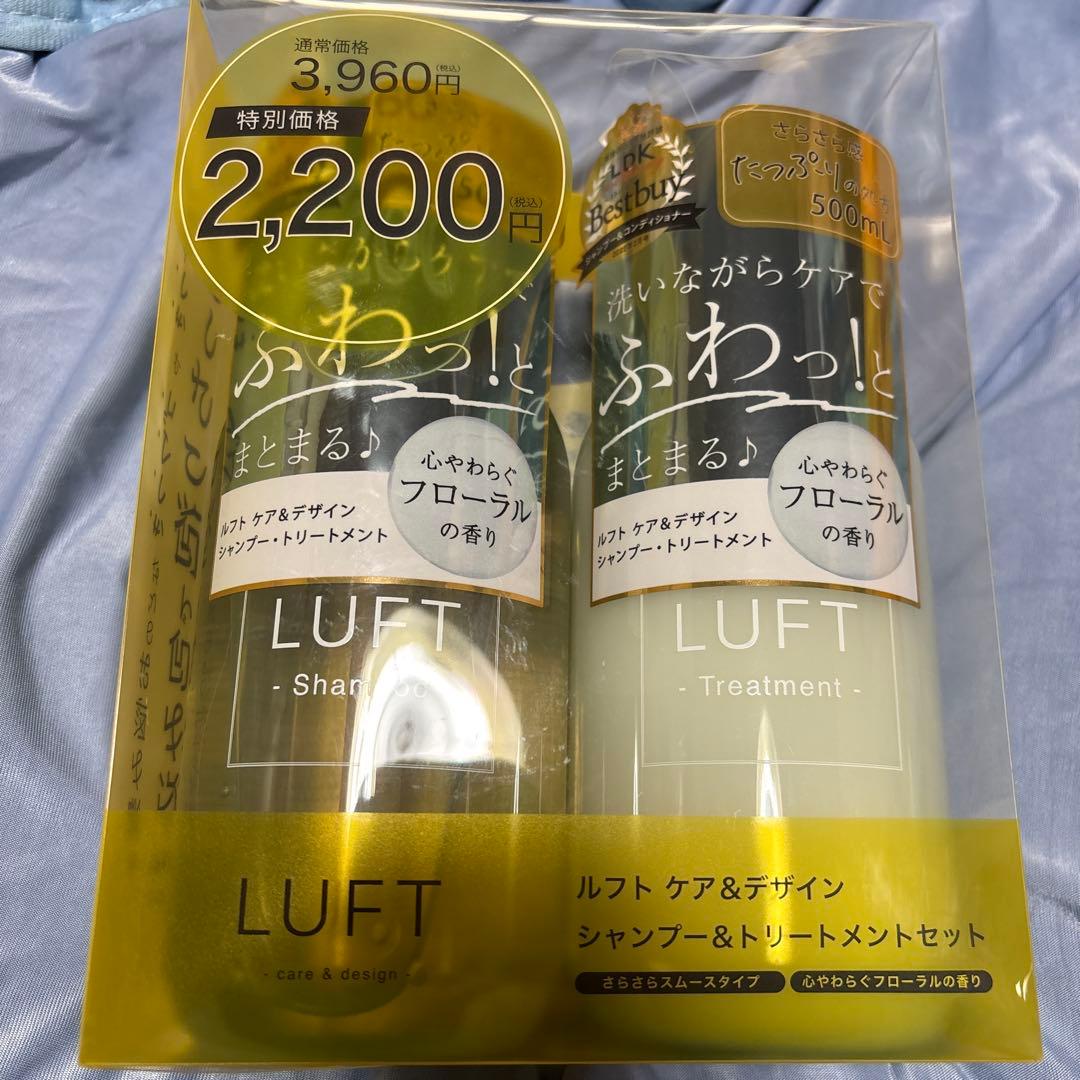 通常価格
3,960円(税込)
特別価格
2,200円(税込)
LDK
Bestbuy
シャンプー&コンディショナー
さらさら感
たっぷりの
500mL
ふわっ!と
まとまる♪
心やわらぐ
フローラル
の香り
ルフト ケア&デザイン
シャンプー・トリートメント
LUFT
- Shampoo
洗いながらケアで
ふわっ!と
まとまる♪
心やわらぐ
フローラル
の香り
ルフト ケア&デザイン
シャンプー・トリートメント
LUFT
- Treatment -
LUFT
- care & design -
ルフト ケア&デザイン
シャンプー&トリートメントセット
さらさらスムースタイプ
心やわらぐフローラルの香り